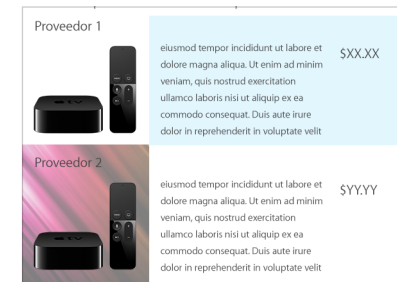 Proveedor 1
eiusmod tempor incididunt ut labore et
dolore magna aliqua. Ut enim ad minim
veniam, quis nostrud exercitation
ullamco laboris nisi ut aliquip ex ea
commodo consequat. Duis aute irure
dolor in reprehenderit in voluptate velit
$XX.XX
Proveedor 2
eiusmod tempor incididunt ut labore et
dolore magna aliqua. Ut enim ad minim
veniam, quis nostrud exercitation
ullamco laboris nisi ut aliquip ex ea
commodo consequat. Duis aute irure
dolor in reprehenderit in voluptate velit
$YY.YY